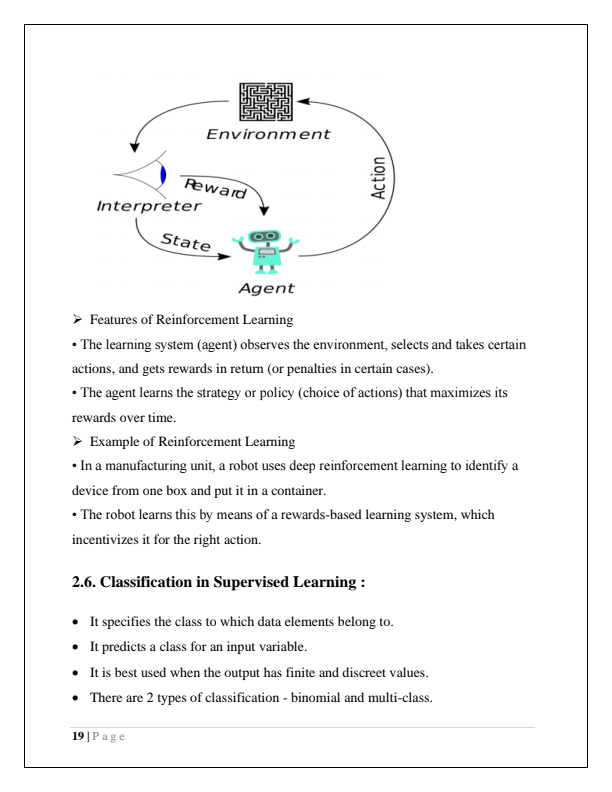 Environment
Reward
Action
Interpreter
State
Agent
➢ Features of Reinforcement Learning
• The learning system (agent) observes the environment, selects and takes certain
actions, and gets rewards in return (or penalties in certain cases).
• The agent learns the strategy or policy (choice of actions) that maximizes its
rewards over time.
➢ Example of Reinforcement Learning
• In a manufacturing unit, a robot uses deep reinforcement learning to identify a
device from one box and put it in a container.
• The robot learns this by means of a rewards-based learning system, which
incentivizes it for the right action.
2.6. Classification in Supervised Learning :
• It specifies the class to which data elements belong to.
• It predicts a class for an input variable.
• It is best used when the output has finite and discreet values.
• There are 2 types of classification - binomial and multi-class.
19 | P a g e